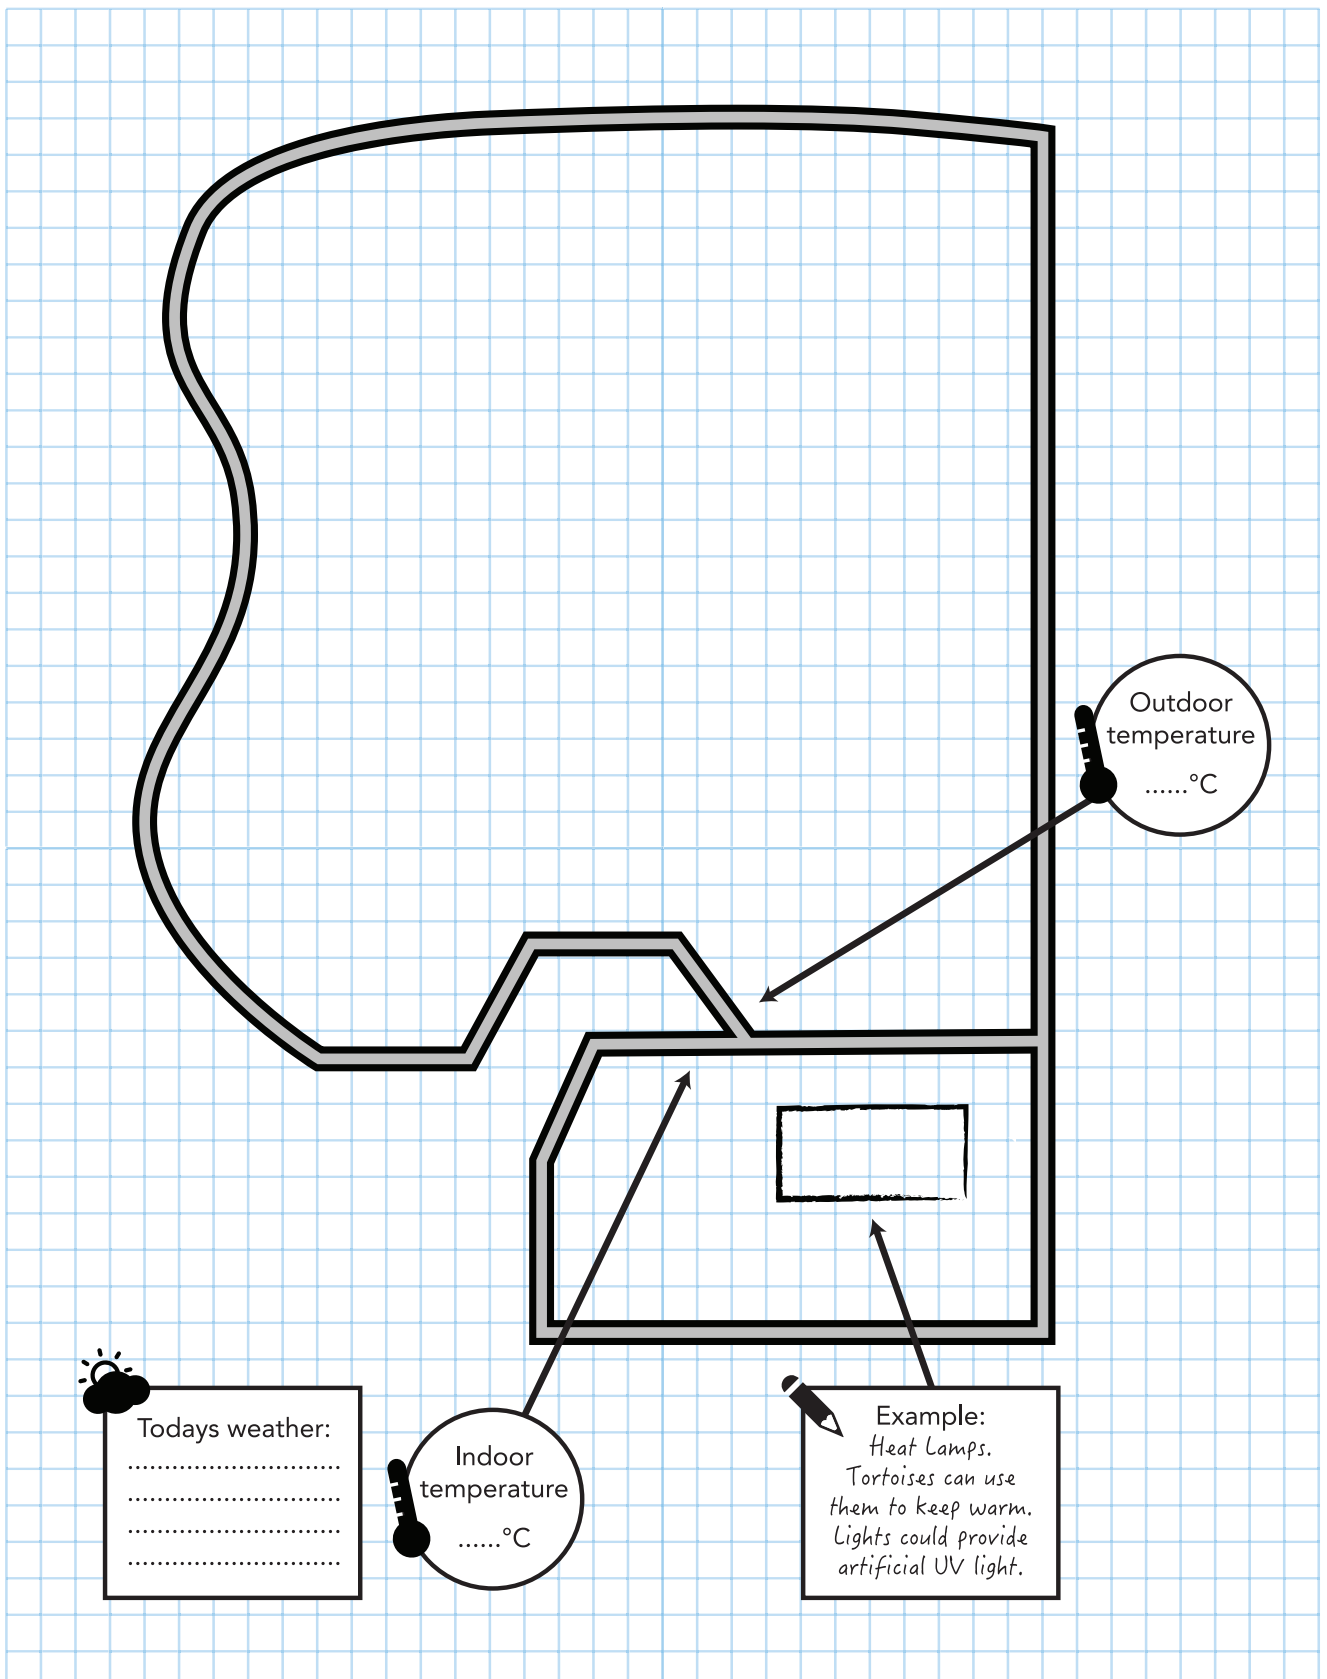 Outdoor
temperature
......°C
Todays weather:
................................
................................
................................
................................
Indoor
temperature
......°C
Example:
Heat Lamps.
Tortoises can use
them to keep warm.
Lights could provide
artificial UV light.